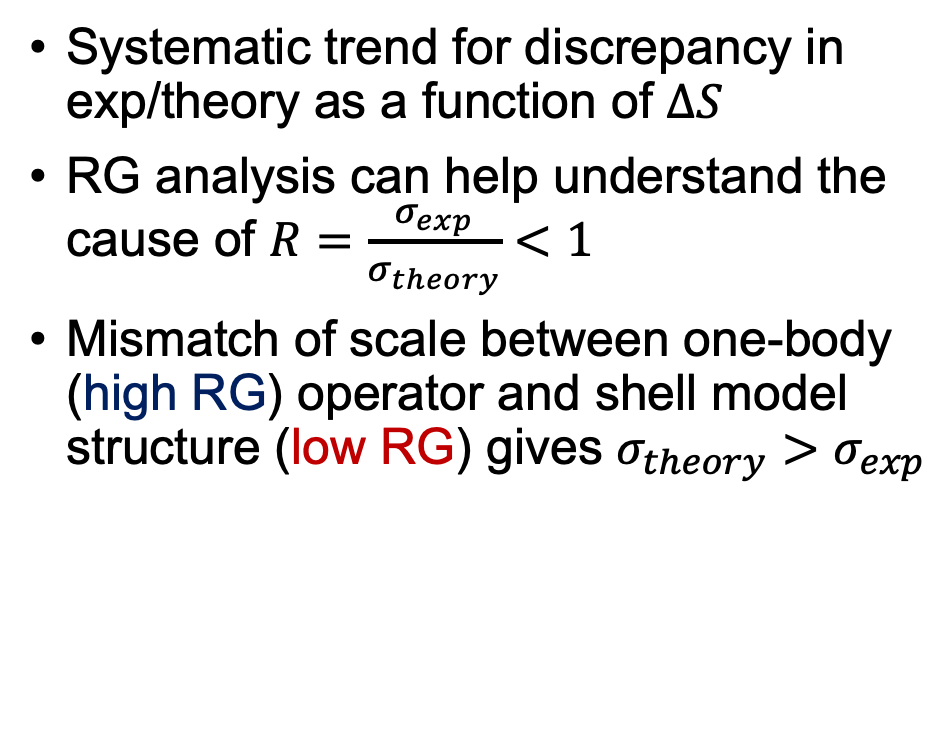 • Systematic trend for discrepancy in
exp/theory as a function of ΔS
• RG analysis can help understand the
cause of R = σ_exp / σ_theory < 1
• Mismatch of scale between one-body
(high RG) operator and shell model
structure (low RG) gives σ_theory > σ_exp